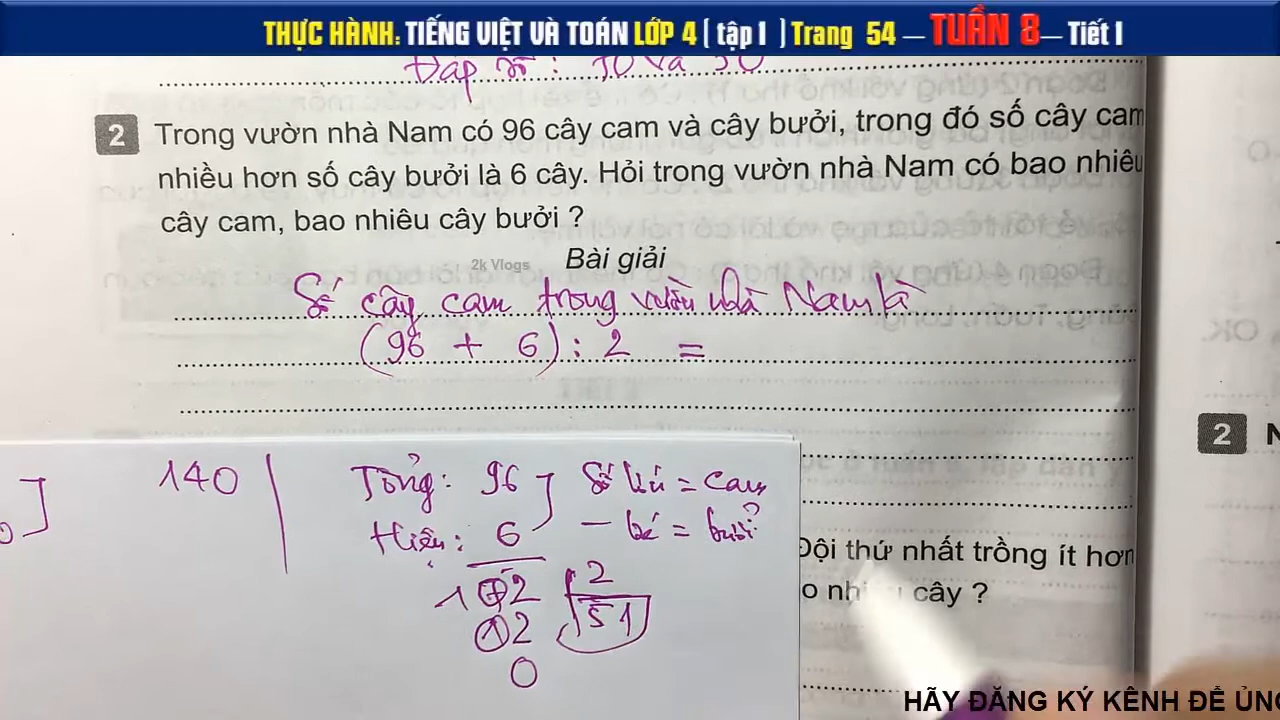 THỰC HÀNH: TIẾNG VIỆT VÀ TOÁN LỚP 4 ( tập 1 ) Trang 54 — TUẦN 8 — Tiết 1
Đáp số :
2 Trong vườn nhà Nam có 96 cây cam và cây bưởi, trong đó số cây cam
nhiều hơn số cây bưởi là 6 cây. Hỏi trong vườn nhà Nam có bao nhiêu
cây cam, bao nhiêu cây bưởi ?
2k Vlogs
Bài giải
Số cây cam trong vườn nhà Nam là
(96 + 6) : 2 =
140
Tổng: 96 Số lớn = cam
Hiệu: 6 — bé = bưởi
102 2
02 51
0
Đội thứ nhất trồng ít hơn
cây ?
OK
2
HÃY ĐĂNG KÝ KÊNH ĐỂ ỦNG